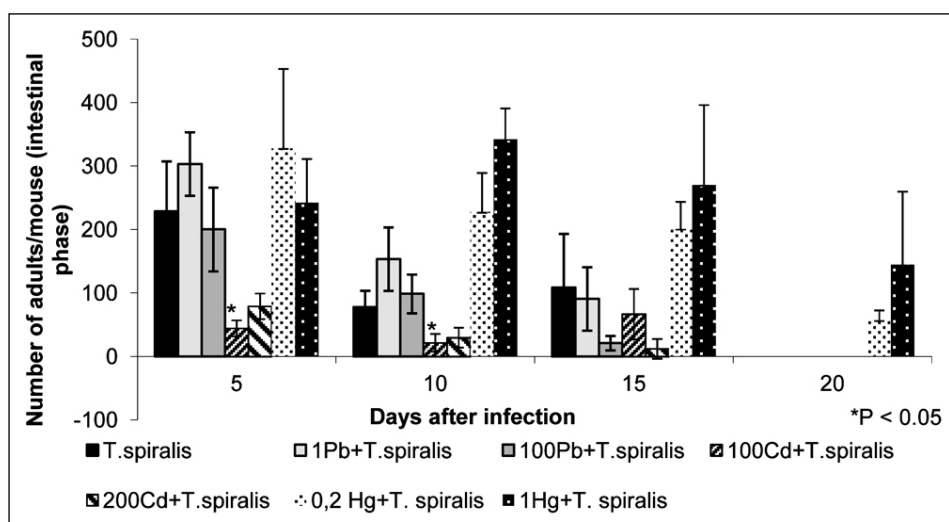 Number of adults/mouse (intestinal
phase)
500
400
300
200
100
0
-100
*
*
5
10
15
20
Days after infection
*P < 0.05
T.spiralis
1Pb+T.spiralis
100Pb+T.spiralis
100Cd+T.spiralis
200Cd+T.spiralis
0,2 Hg+T. spiralis
1Hg+T. spiralis